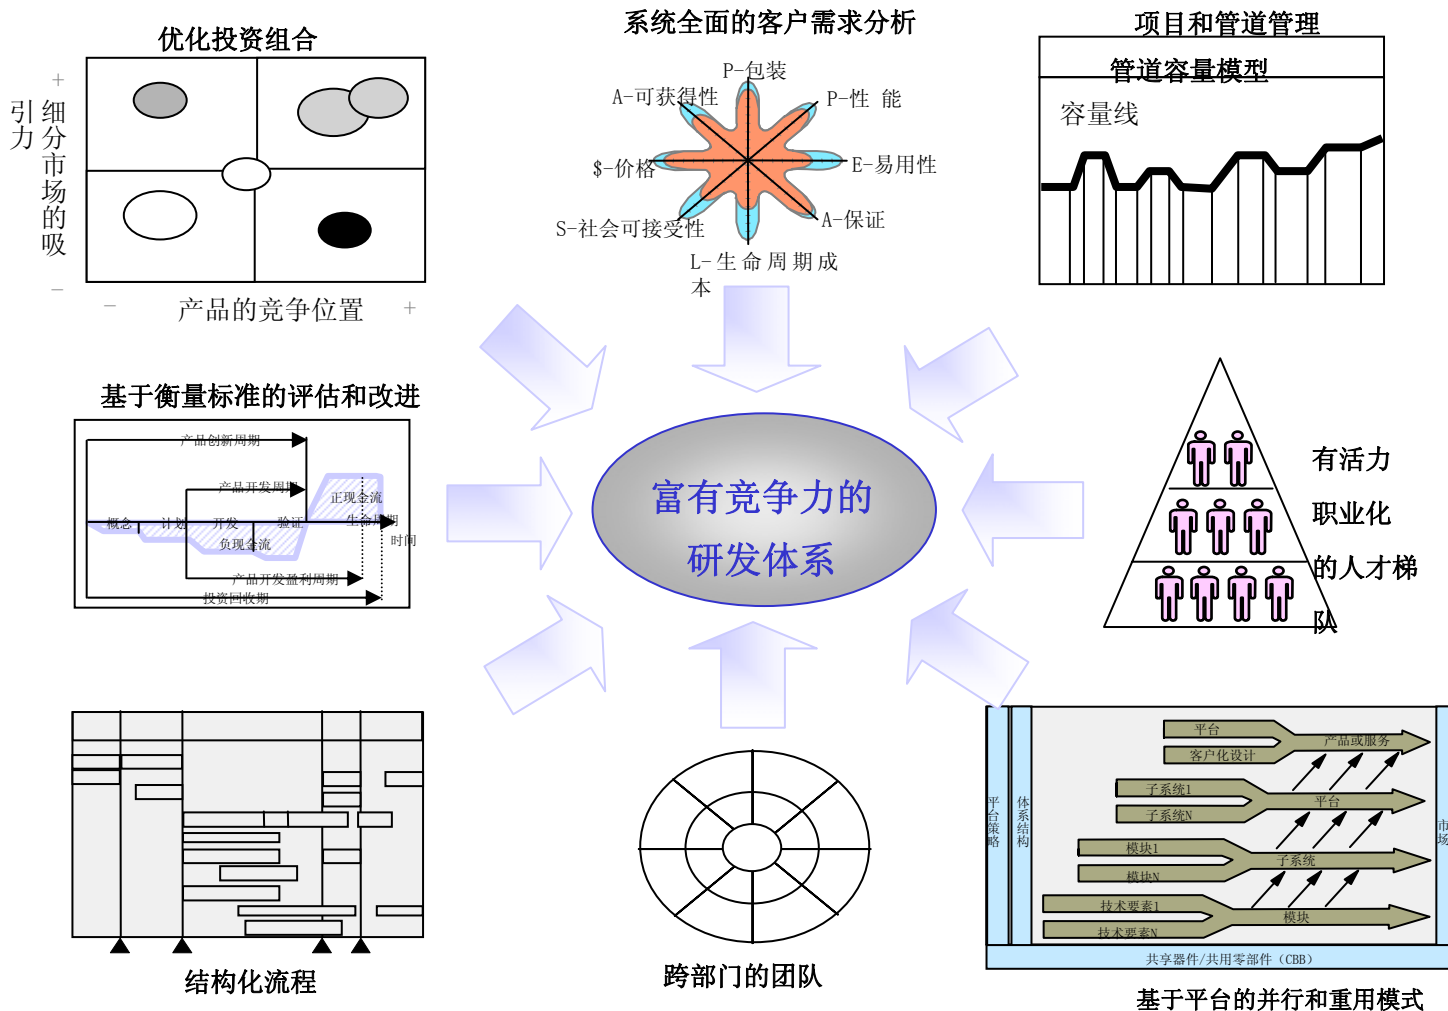 优化投资组合
+
细分市场的吸
引力
-
- 产品的竞争位置 +
系统全面的客户需求分析
P-包装
A-可获得性
P-性 能
$-价格
E-易用性
S-社会可接受性
A-保证
L-生命周期成
本
项目和管道管理
管道容量模型
容量线
基于衡量标准的评估和改进
产品创新周期
产品开发周期
正现金流
概念 计划 开发 验证 生命周期
负现金流
时间
产品开发盈利周期
投资回收期
富有竞争力的
研发体系
有活力
职业化
的人才梯
队
结构化流程
跨部门的团队
平台策略
体系结构
平台
客户化设计
产品或服务
子系统1
子系统N
平台
模块1
模块N
子系统
技术要素1
技术要素N
模块
市场
共享器件/共用零部件（CBB）
基于平台的并行和重用模式